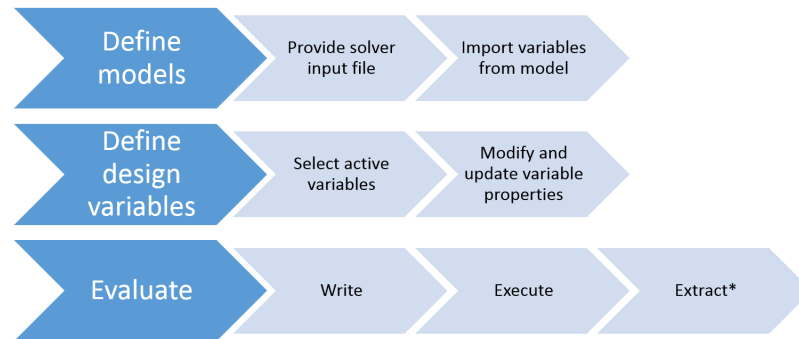 Define
models
Provide solver
input file
Import variables
from model
Define
design
variables
Select active
variables
Modify and
update variable
properties
Evaluate
Write
Execute
Extract*